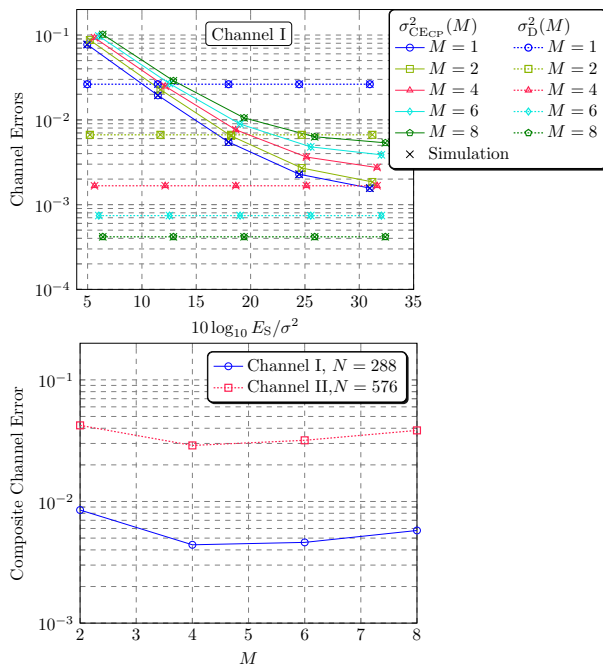 Channel I
σ²_CE_CP(M) σ²_D(M)
M = 1 M = 1
M = 2 M = 2
M = 4 M = 4
M = 6 M = 6
M = 8 M = 8
Simulation
Channel Errors
10⁻¹
10⁻²
10⁻³
10⁻⁴
5 10 15 20 25 30 35
10 log₁₀ E_S/σ²
Channel I, N = 288
Channel II,N = 576
Composite Channel Error
10⁻¹
10⁻²
10⁻³
2 3 4 5 6 7 8
M